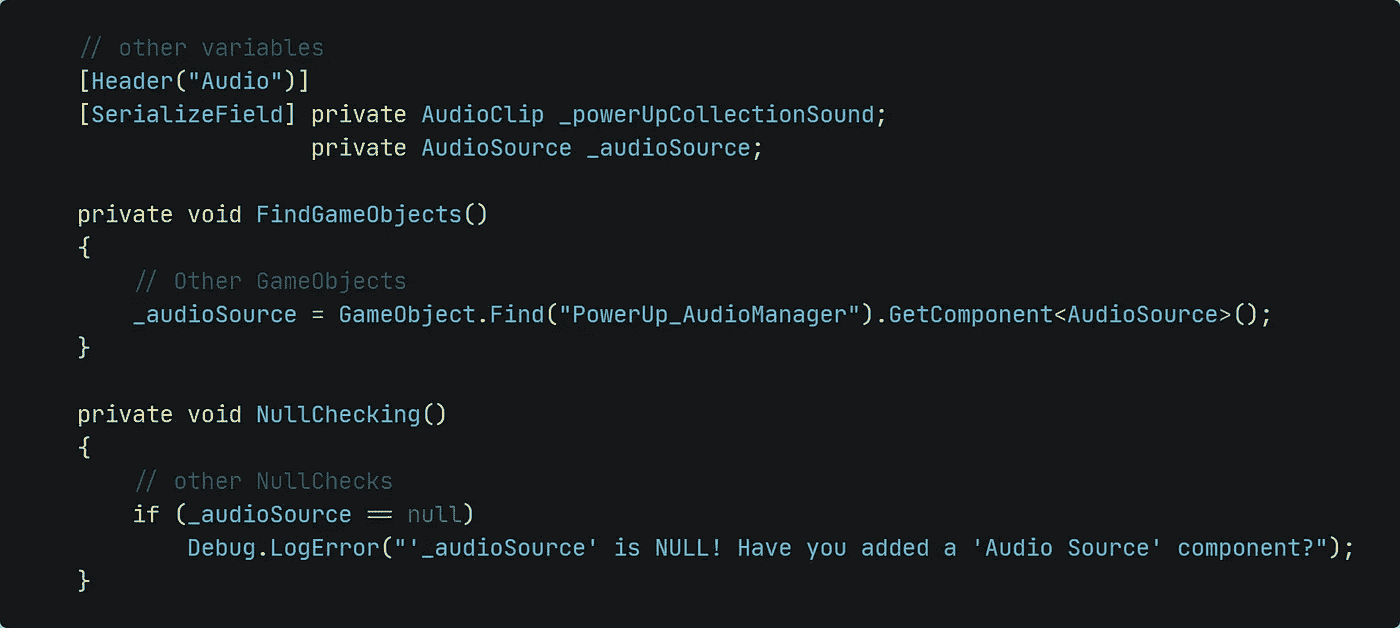 // other variables
[Header("Audio")]
[SerializeField] private AudioClip _powerUpCollectionSound;
                 private AudioSource _audioSource;

private void FindGameObjects()
{
    // Other GameObjects
    _audioSource = GameObject.Find("PowerUp_AudioManager").GetComponent<AudioSource>();
}

private void NullChecking()
{
    // other NullChecks
    if (_audioSource == null)
        Debug.LogError("'_audioSource' is NULL! Have you added a 'Audio Source' component?");
}